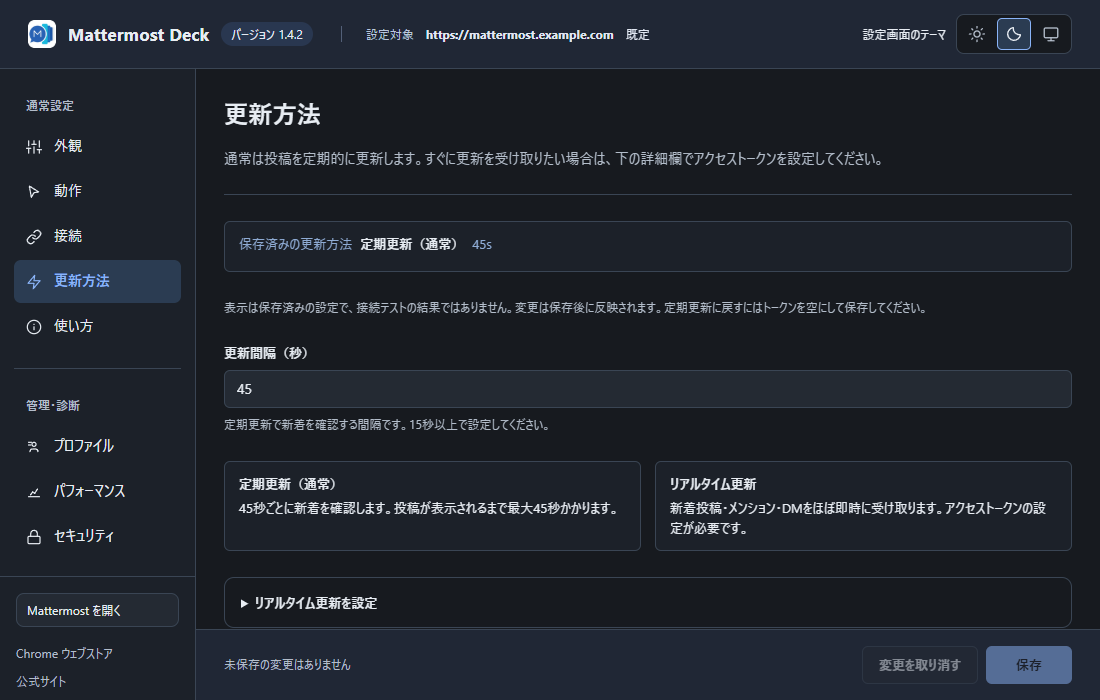 Mattermost Deck
バージョン 1.4.2
設定対象 https://mattermost.example.com 既定
設定画面のテーマ
通常設定
外観
動作
接続
更新方法
使い方
管理・診断
プロファイル
パフォーマンス
セキュリティ
Mattermost を開く
Chrome ウェブストア
公式サイト
更新方法
通常は投稿を定期的に更新します。すぐに更新を受け取りたい場合は、下の詳細欄でアクセストークンを設定してください。
保存済みの更新方法 定期更新（通常） 45s
表示は保存済みの設定で、接続テストの結果ではありません。変更は保存後に反映されます。定期更新に戻すにはトークンを空にして保存してください。
更新間隔（秒）
45
定期更新で新着を確認する間隔です。15秒以上で設定してください。
定期更新（通常）
45秒ごとに新着を確認します。投稿が表示されるまで最大45秒かかります。
リアルタイム更新
新着投稿・メンション・DMをほぼ即時に受け取ります。アクセストークンの設
定が必要です。
リアルタイム更新を設定
未保存の変更はありません
変更を取り消す
保存